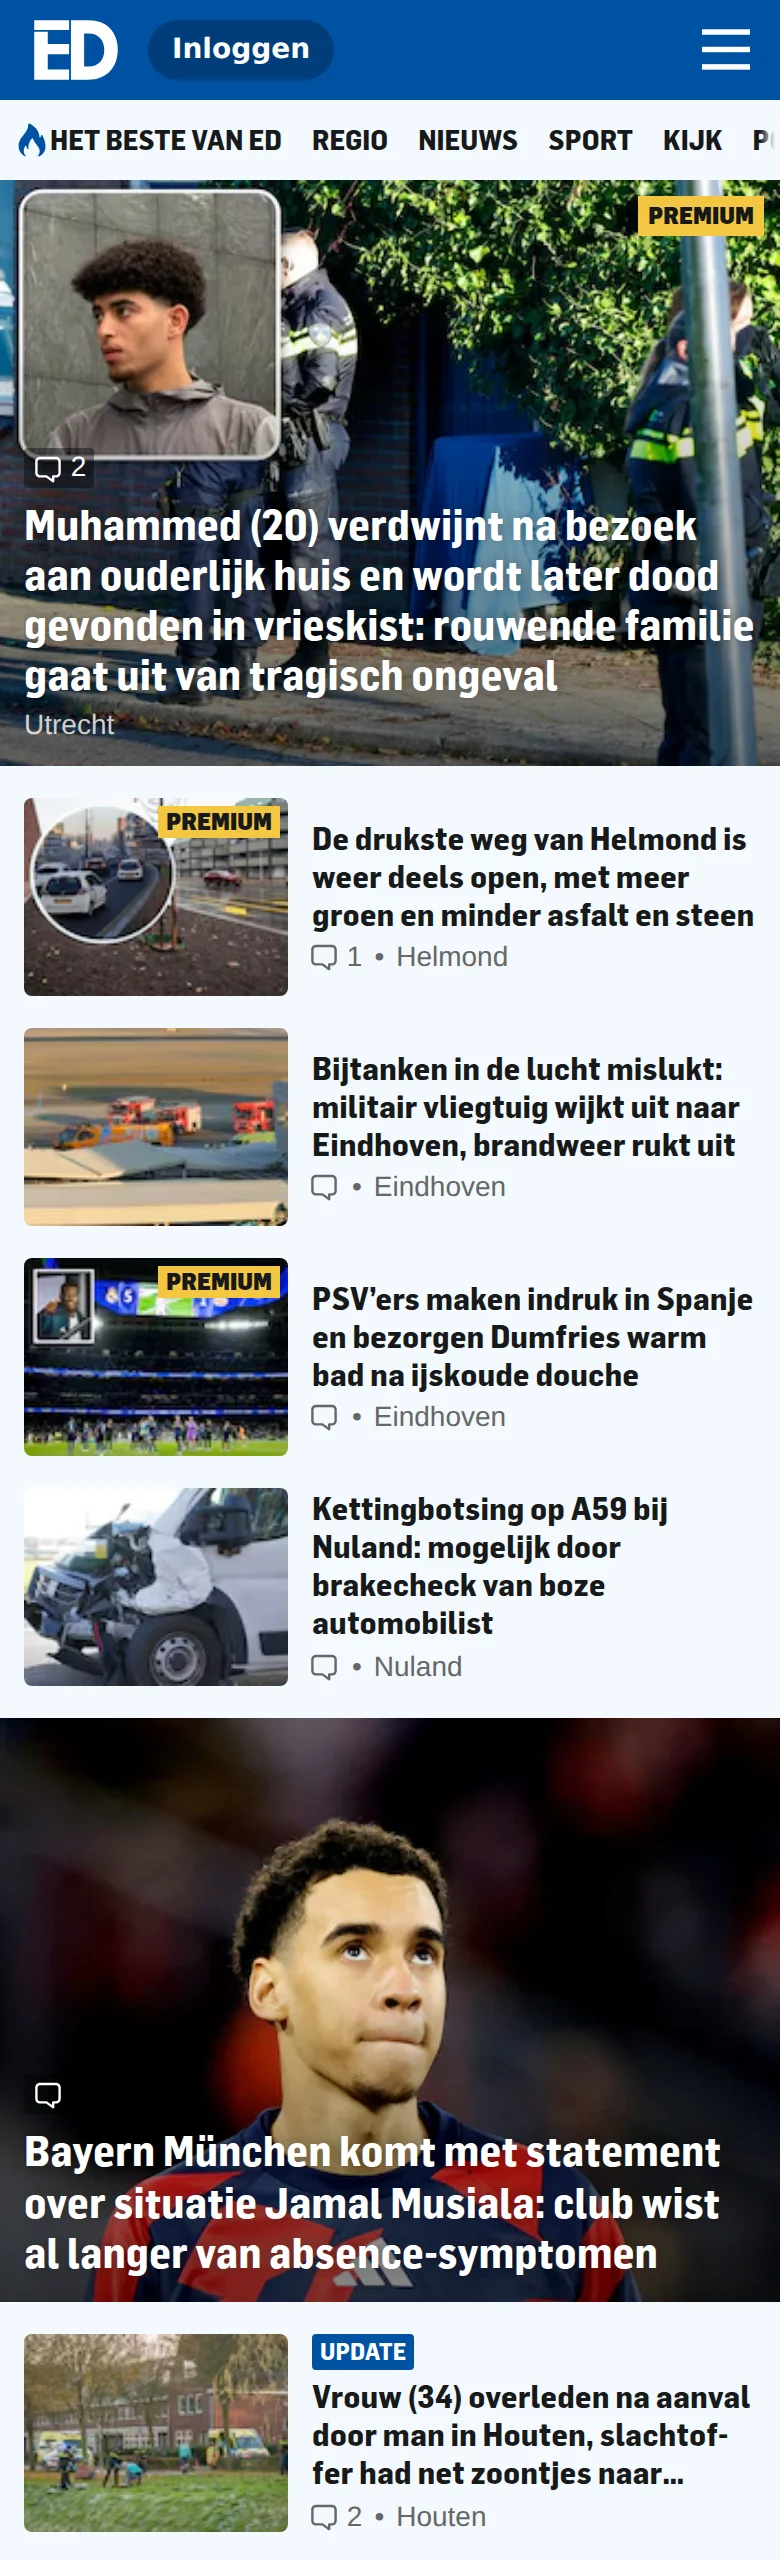 ED
Inloggen
HET BESTE VAN ED REGIO NIEUWS SPORT KIJK
PREMIUM
2
Muhammed (20) verdwijnt na bezoek
aan ouderlijk huis en wordt later dood
gevonden in vrieskist: rouwende familie
gaat uit van tragisch ongeval
Utrecht
PREMIUM
De drukste weg van Helmond is
weer deels open, met meer
groen en minder asfalt en steen
1 • Helmond
Bijtanken in de lucht mislukt:
militair vliegtuig wijkt uit naar
Eindhoven, brandweer rukt uit
• Eindhoven
PREMIUM
PSV’ers maken indruk in Spanje
en bezorgen Dumfries warm
bad na ijskoude douche
• Eindhoven
Kettingbotsing op A59 bij
Nuland: mogelijk door
brakecheck van boze
automobilist
• Nuland
Bayern München komt met statement
over situatie Jamal Musiala: club wist
al langer van absence-symptomen
UPDATE
Vrouw (34) overleden na aanval
door man in Houten, slachtof-
fer had net zoontjes naar...
2 • Houten